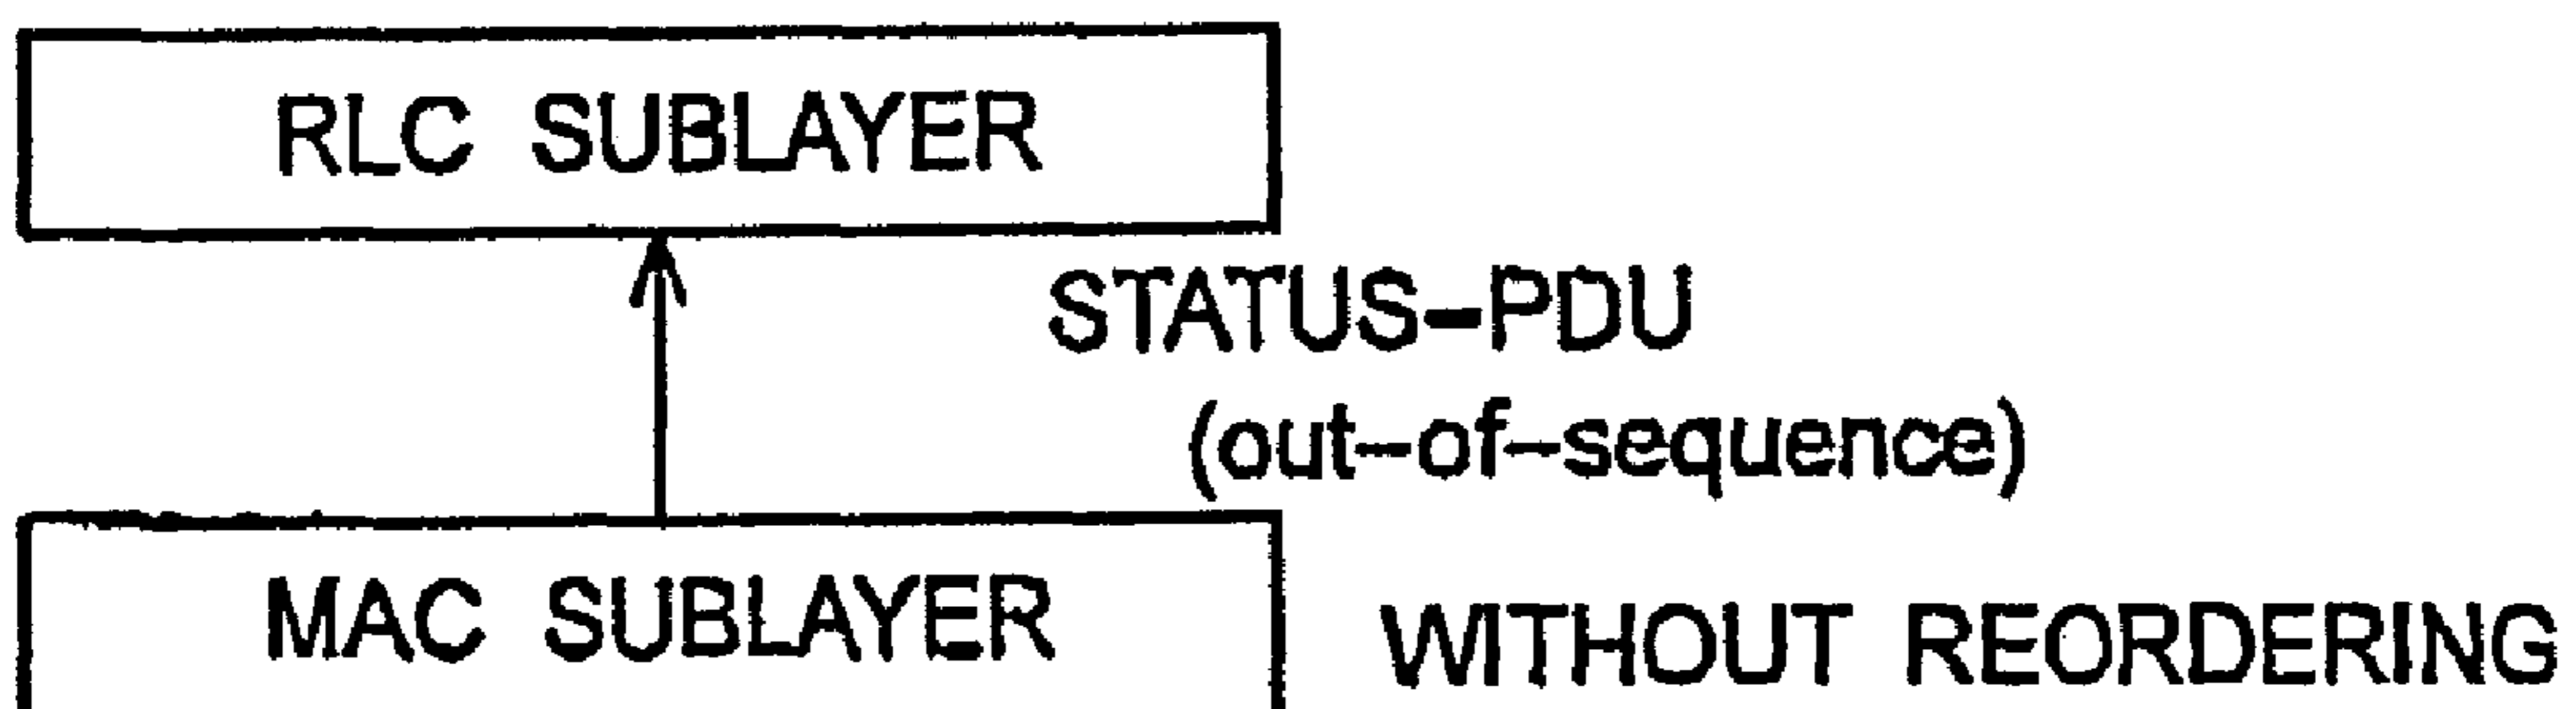 RLC SUBLAYER
STATUS-PDU
(out-of-sequence)
MAC SUBLAYER
WITHOUT REORDERING